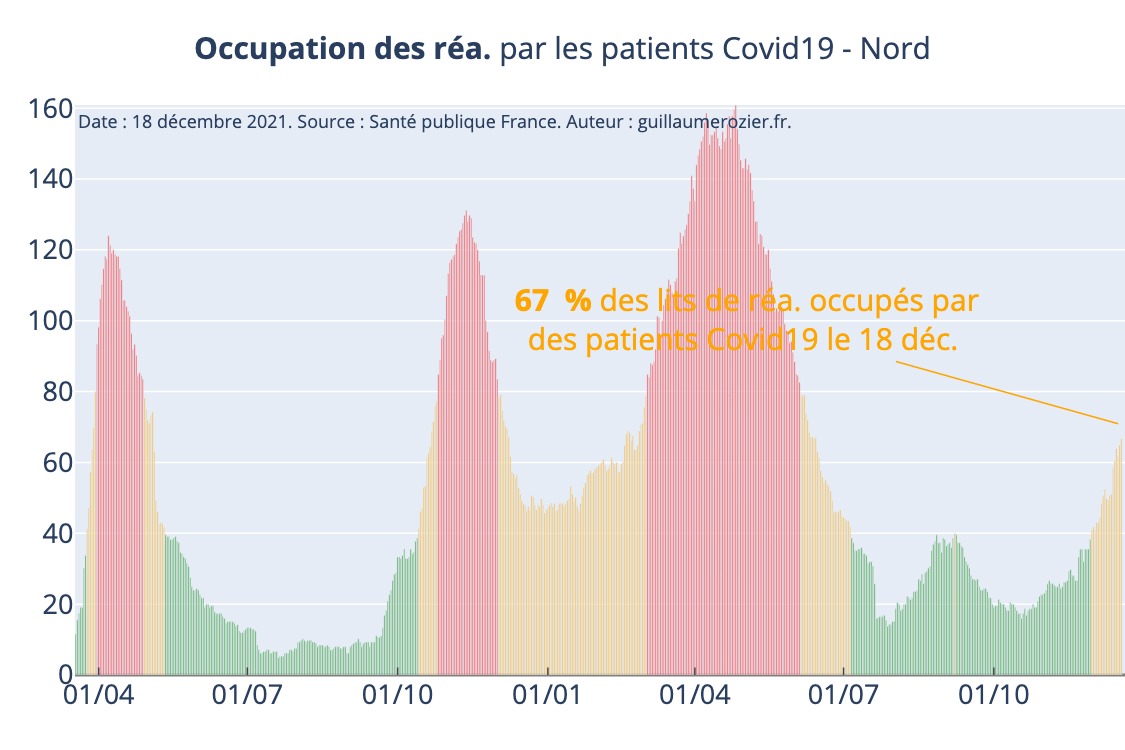 Occupation des réa. par les patients Covid19 - Nord
160
Date : 18 décembre 2021. Source : Santé publique France. Auteur : guillaumerozier.fr.
140
120
67 % des lits de réa. occupés par
100
des patients Covid19 le 18 déc.
80
60
40
20
0
01/04 01/07 01/10 01/01 01/04 01/07 01/10